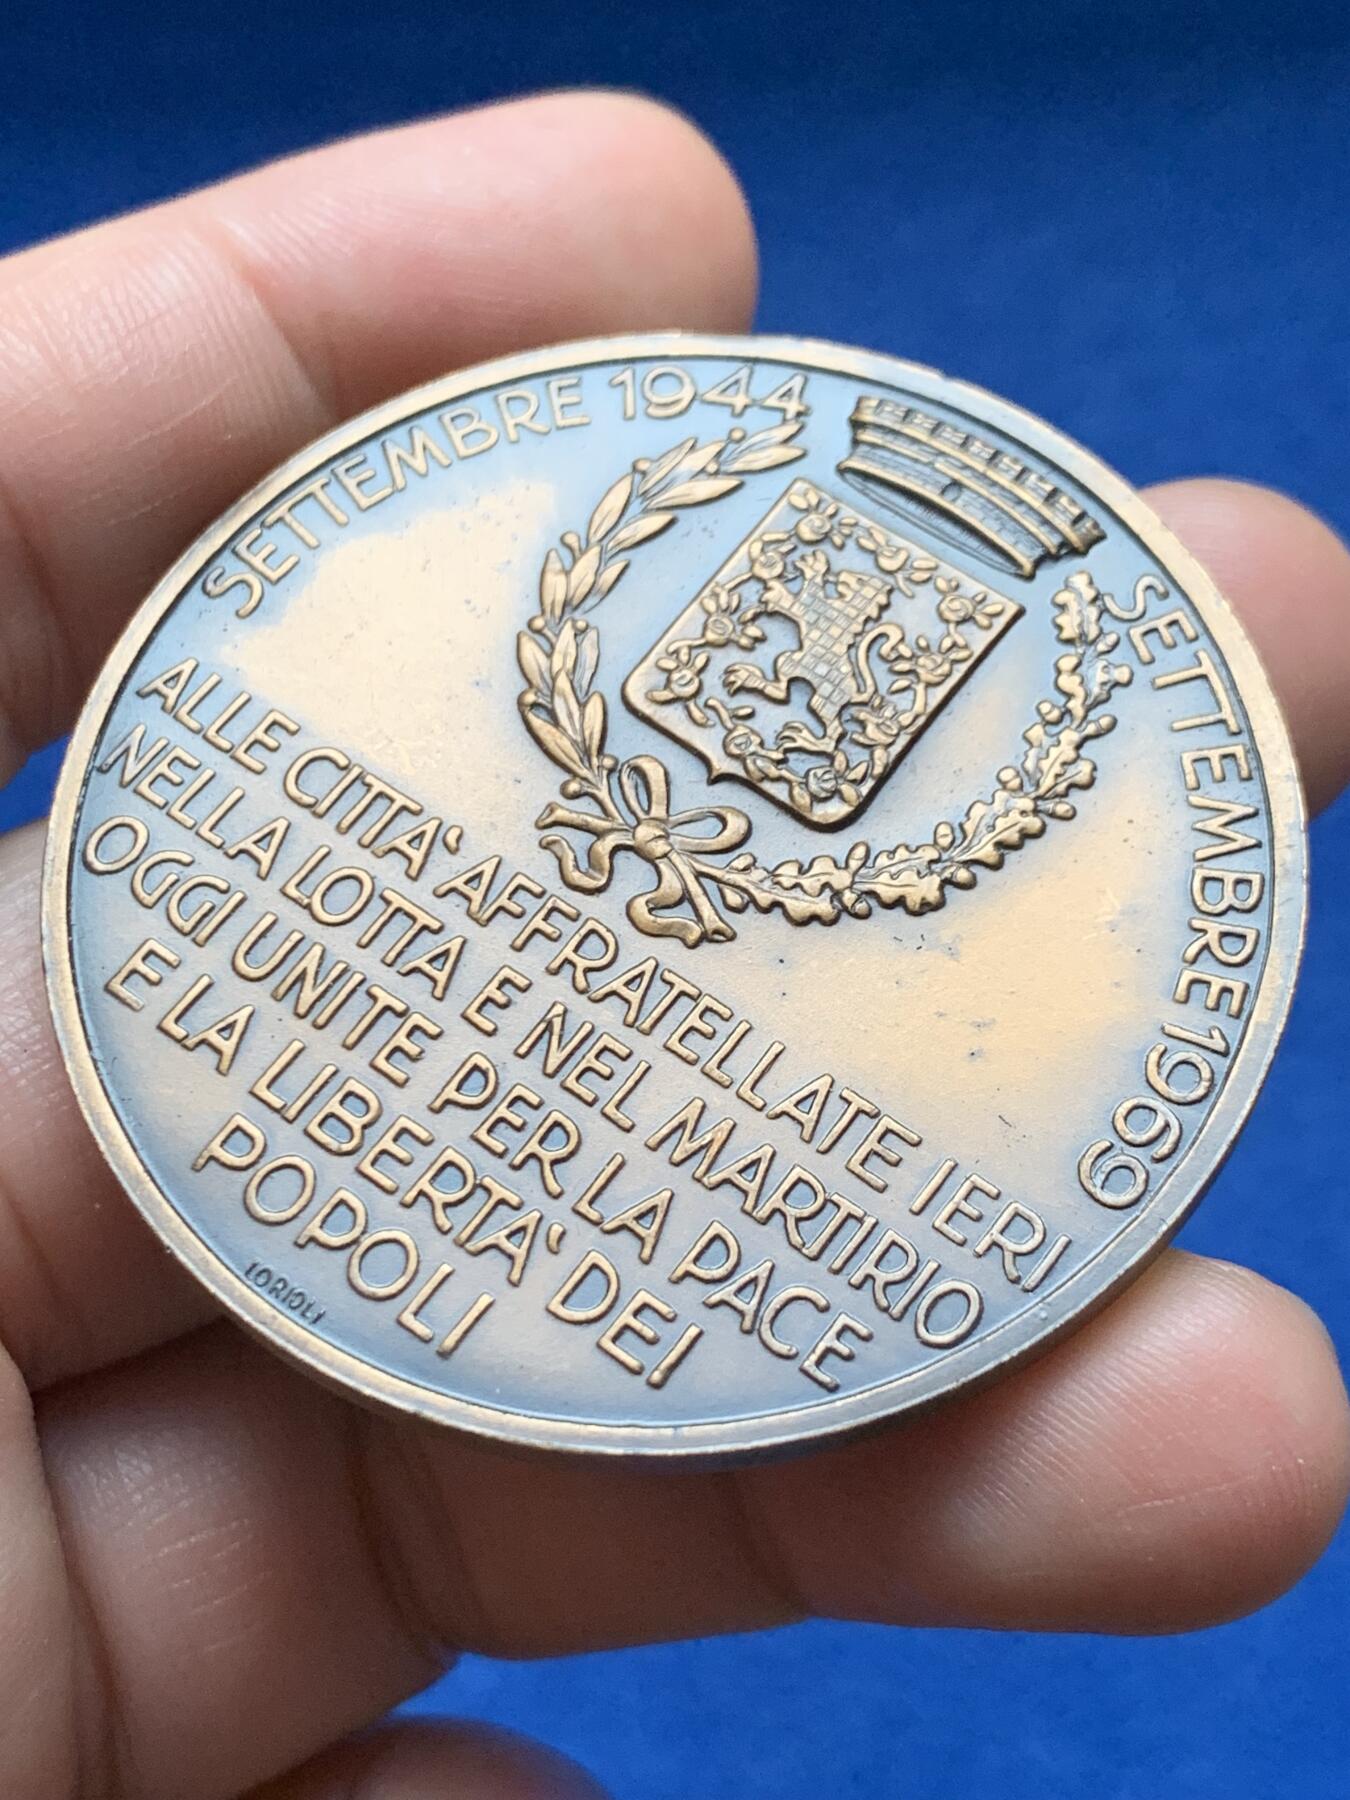 SETTEMBRE 1944
SETTEMBRE 1969
ALLE CITTA' AFFRATELLATE IERI
NELLA LOTTA E NEL MARTIRIO
OGGI UNITE PER LA PACE
E LA LIBERTA' DEI
POPOLI
LORIOLI